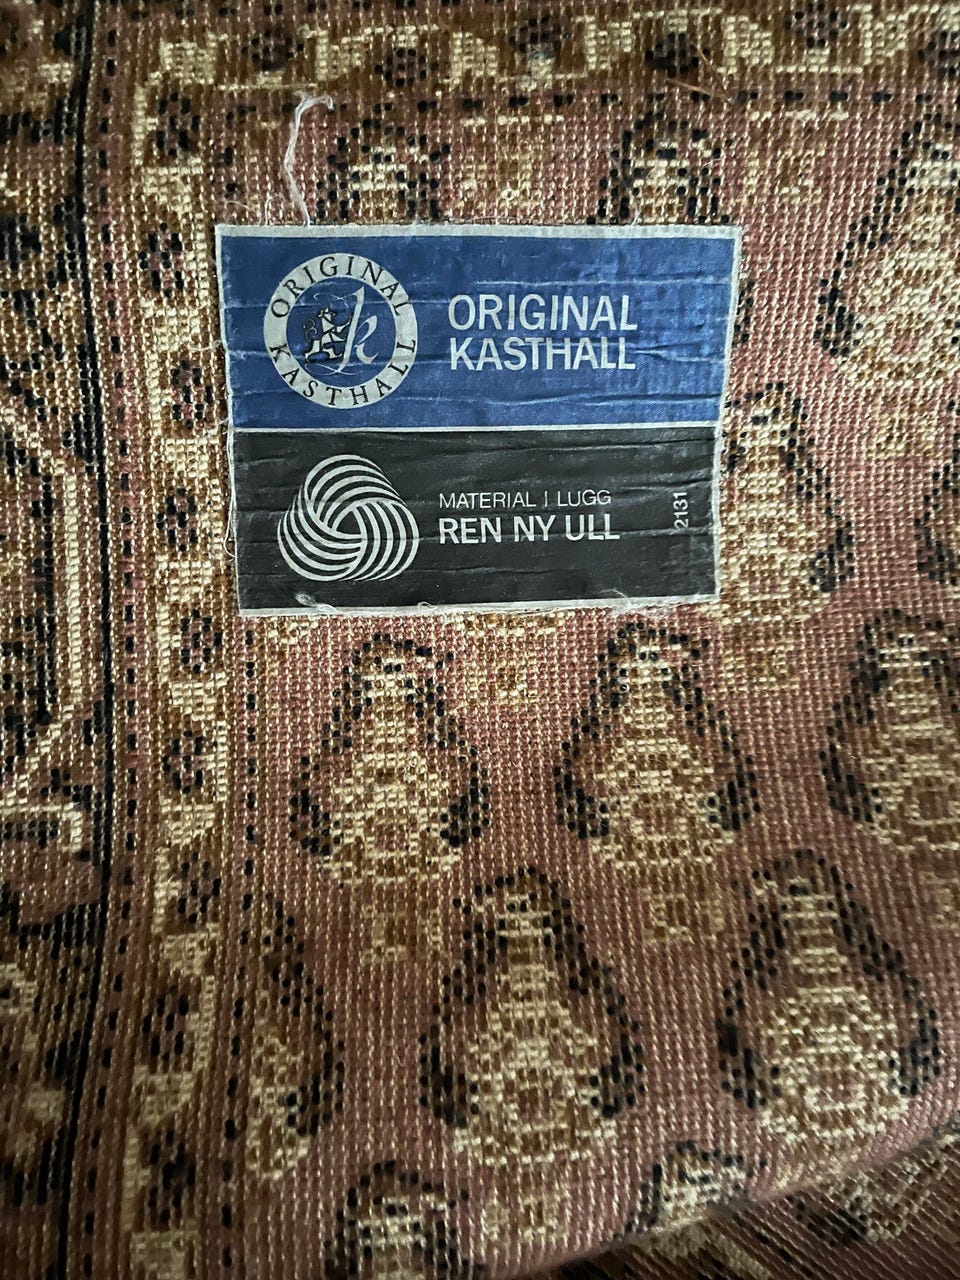 ORIGINAL
KASTHALL
k
ORIGINAL
KASTHALL
MATERIAL I LUGG
REN NY ULL
2131